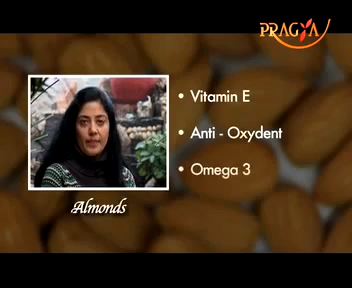 PRAGYA
• Vitamin E
• Anti - Oxydent
• Omega 3
Almonds